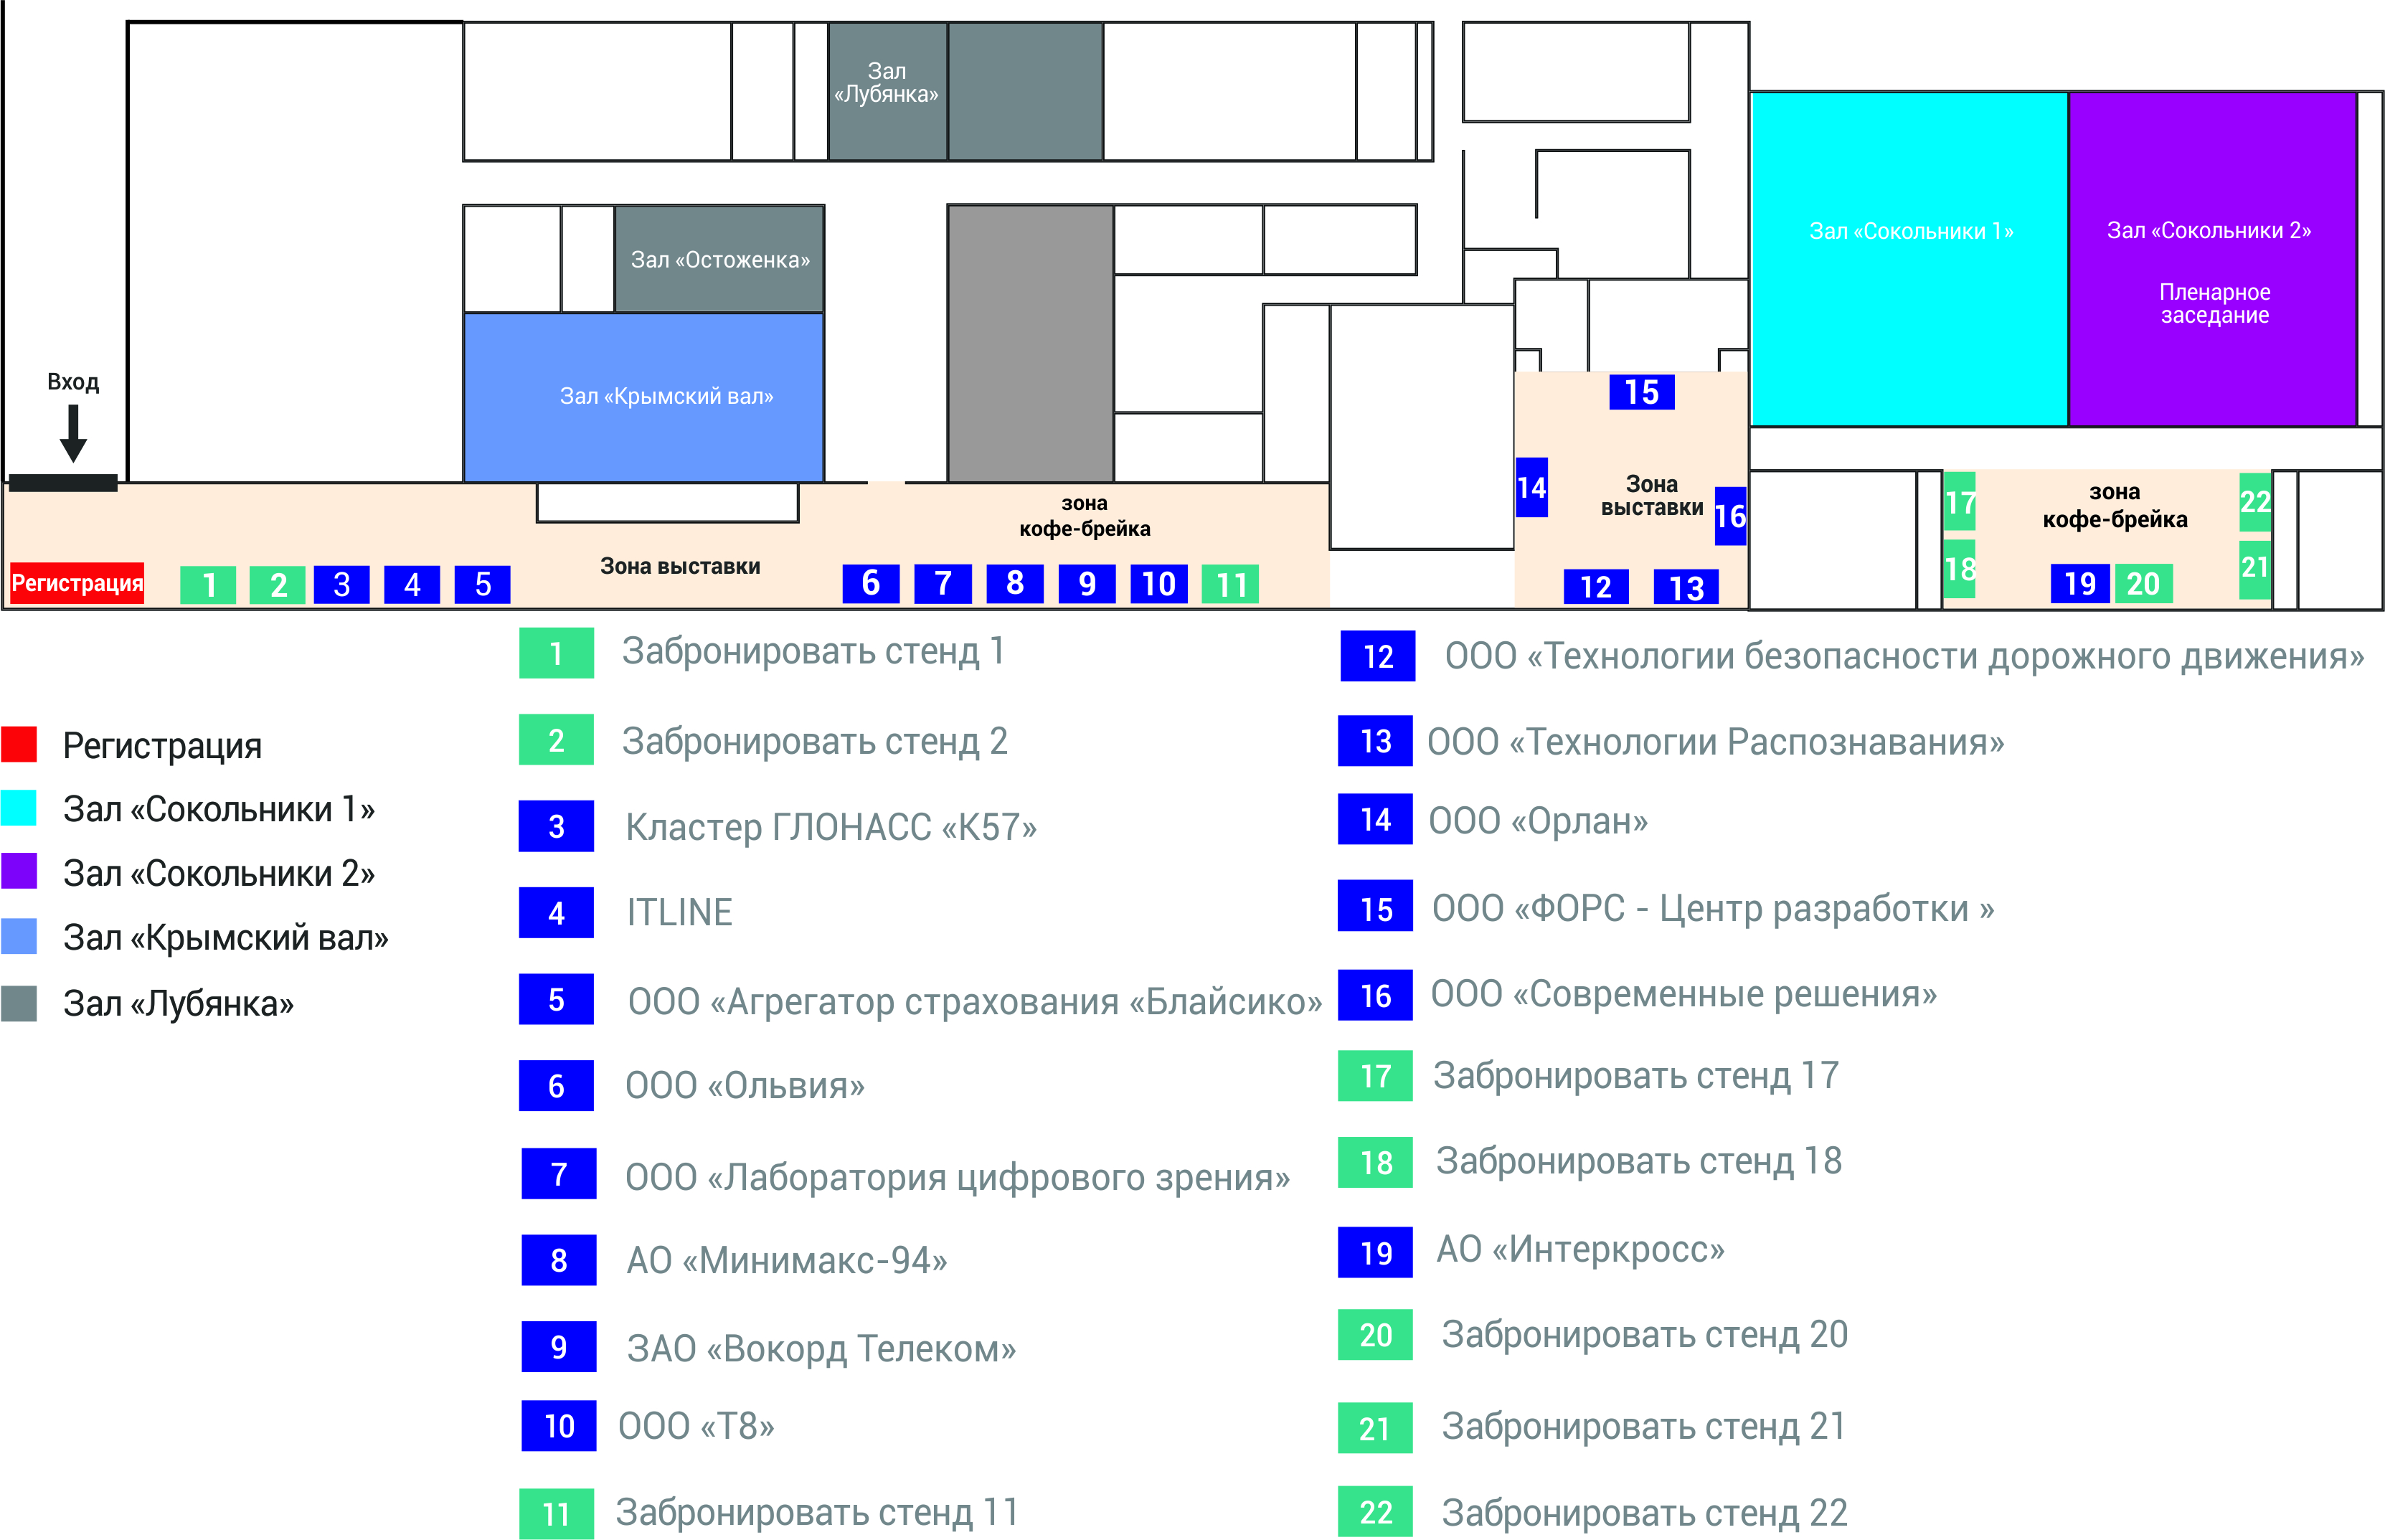 Зал
«Лубянка»
Зал «Остоженка»
Зал «Сокольники 1»
Зал «Сокольники 2»
Пленарное
заседание
Вход
Зал «Крымский вал»
15
14
Зона
выставки
16
зона
кофе-брейка
17
зона
кофе-брейка
22
Зона выставки
18
21
Регистрация
1
2
3
4
5
6
7
8
9
10
11
12
13
19
20
Регистрация
Зал «Сокольники 1»
Зал «Сокольники 2»
Зал «Крымский вал»
Зал «Лубянка»
1 Забронировать стенд 1
2 Забронировать стенд 2
3 Кластер ГЛОНАСС «К57»
4 ITLINE
5 ООО «Агрегатор страхования «Блайсико»
6 ООО «Ольвия»
7 ООО «Лаборатория цифрового зрения»
8 АО «Минимакс-94»
9 ЗАО «Вокорд Телеком»
10 ООО «Т8»
11 Забронировать стенд 11
12 ООО «Технологии безопасности дорожного движения»
13 ООО «Технологии Распознавания»
14 ООО «Орлан»
15 ООО «ФОРС - Центр разработки »
16 ООО «Современные решения»
17 Забронировать стенд 17
18 Забронировать стенд 18
19 АО «Интеркросс»
20 Забронировать стенд 20
21 Забронировать стенд 21
22 Забронировать стенд 22